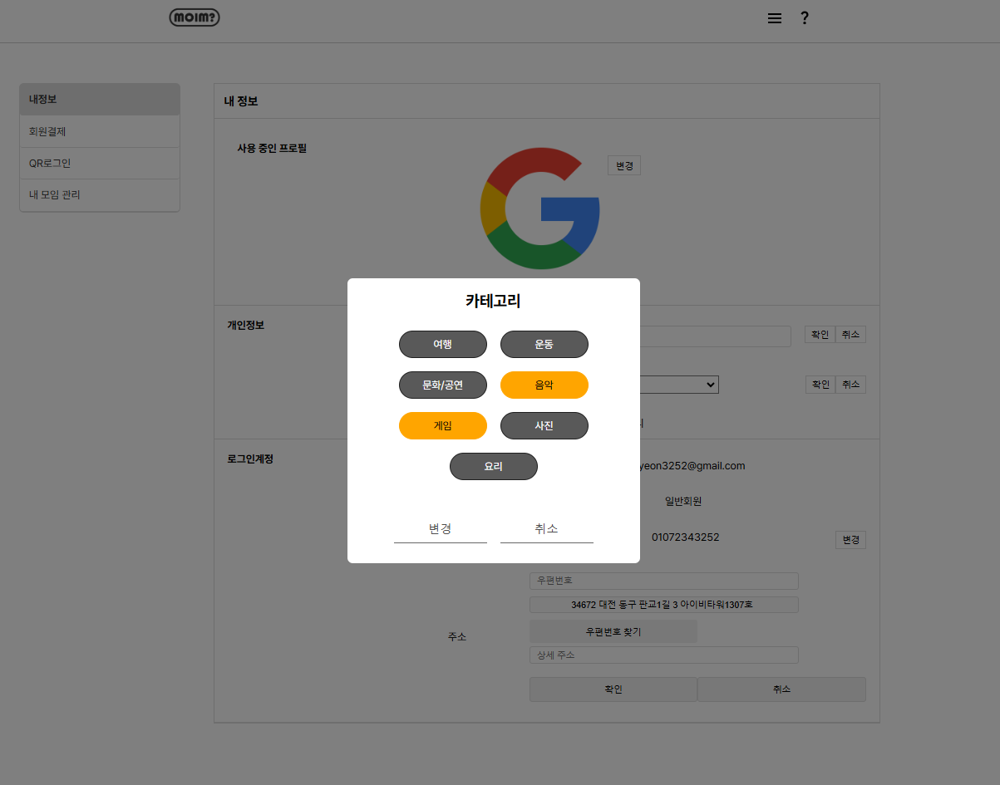 MOIM?
?
내정보
회원결제
QR로그인
내 모임 관리
내 정보
사용 중인 프로필
변경
카테고리
여행
운동
문화/공연
음악
게임
사진
요리
변경
취소
개인정보
확인
취소
확인
취소
로그인계정
yeon3252@gmail.com
일반회원
01072343252
변경
주소
우편번호
34672 대전 동구 판교1길 3 아이비타워1307호
우편번호 찾기
상세 주소
확인
취소